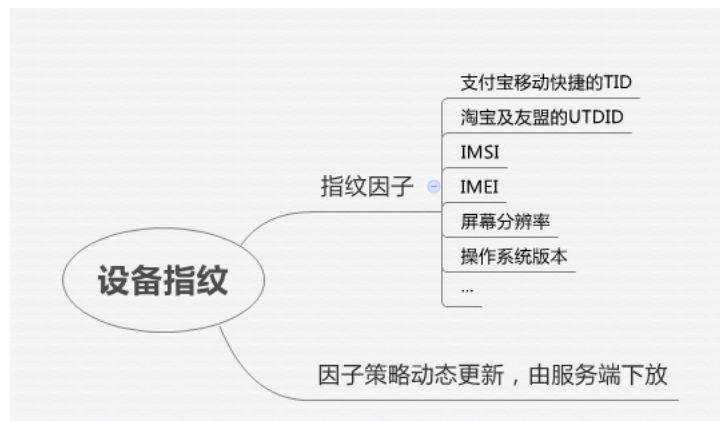 支付宝移动快捷的TID
淘宝及友盟的UTDID
IMSI
指纹因子
IMEI
屏幕分辨率
操作系统版本
...
设备指纹
因子策略动态更新，由服务端下放